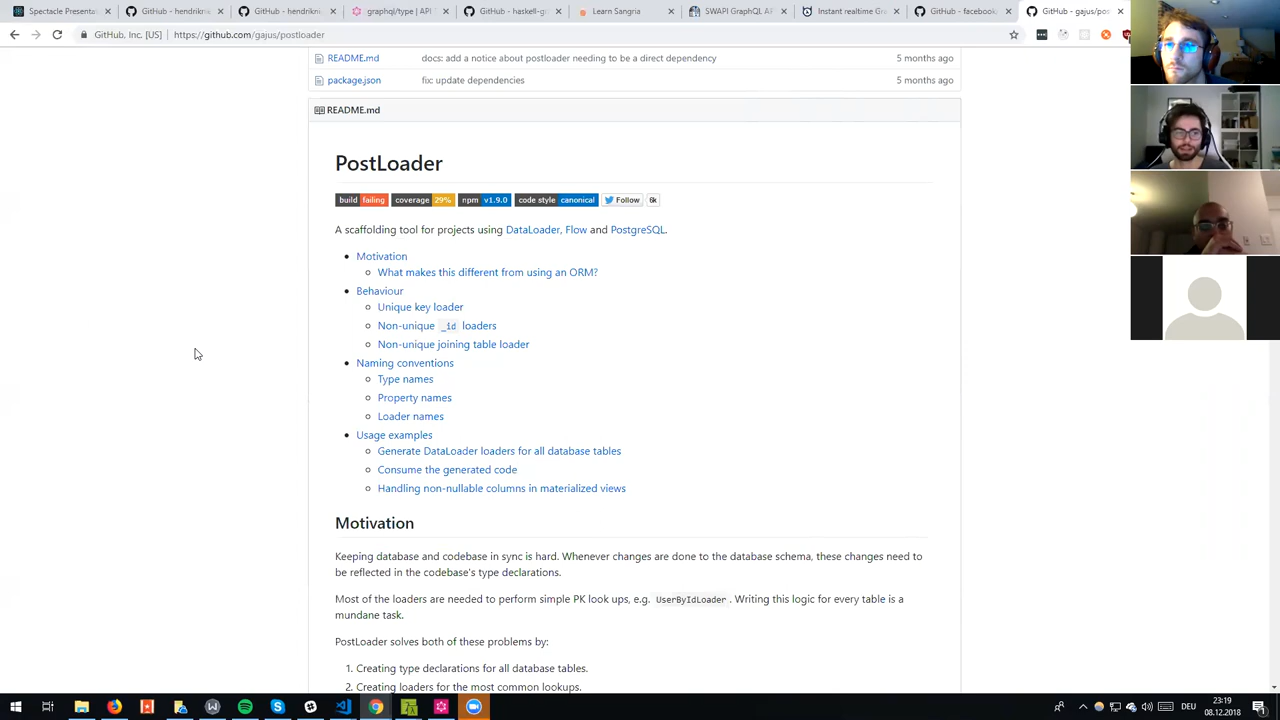 Spectacle Presenta
GitHub - hendrikni
GitHub - hendrikni
graphql/type | API
GitHub - haskell-gr
Learn Sangria
SWAPI GraphQL AP
Instant realtime Gr
GitHub - facebook
GitHub - gajus/pos
GitHub, Inc. [US] | https://github.com/gajus/postloader
README.md docs: add a notice about postloader needing to be a direct dependency 5 months ago
package.json fix: update dependencies 5 months ago
README.md
PostLoader
build failing coverage 29% npm v1.9.0 code style canonical Follow 6k
A scaffolding tool for projects using DataLoader, Flow and PostgreSQL.
• Motivation
◦ What makes this different from using an ORM?
• Behaviour
◦ Unique key loader
◦ Non-unique _id loaders
◦ Non-unique joining table loader
• Naming conventions
◦ Type names
◦ Property names
◦ Loader names
• Usage examples
◦ Generate DataLoader loaders for all database tables
◦ Consume the generated code
◦ Handling non-nullable columns in materialized views
Motivation
Keeping database and codebase in sync is hard. Whenever changes are done to the database schema, these changes need to
be reflected in the codebase's type declarations.
Most of the loaders are needed to perform simple PK look ups, e.g. UserByIdLoader. Writing this logic for every table is a
mundane task.
PostLoader solves both of these problems by:
1. Creating type declarations for all database tables.
2. Creating loaders for the most common lookups.
DEU
23:19
08.12.2018